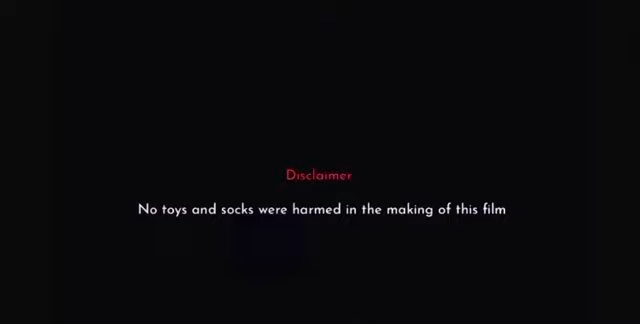 Disclaimer
No toys and socks were harmed in the making of this film